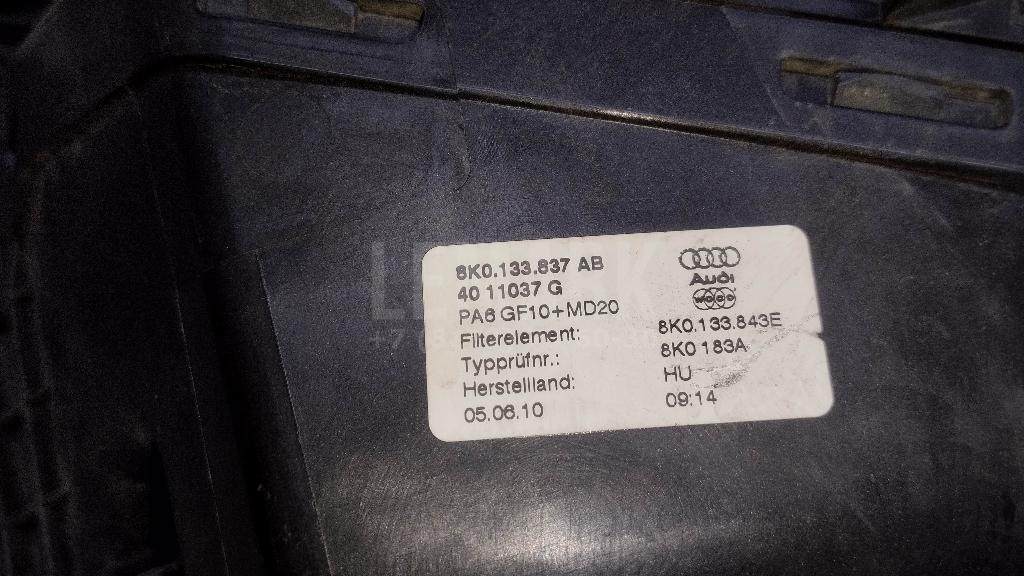 8K0.133.837 AB
40 11037 G
PA6 GF10+MD20
Filterelement: 8K0.133.843E
Typprüfnr.: 8K0 183A
Herstellland: HU
05.06.10 09:14
Audi